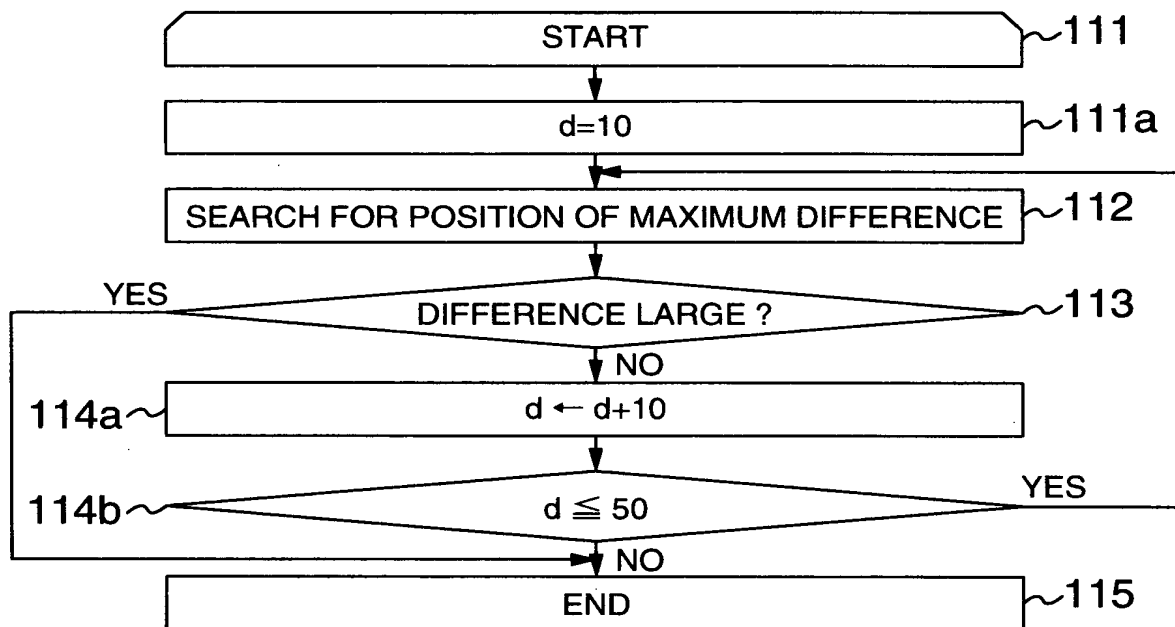 START
111
d=10
111a
SEARCH FOR POSITION OF MAXIMUM DIFFERENCE
112
YES
DIFFERENCE LARGE ?
113
NO
114a
d ← d+10
114b
d ≦ 50
YES
NO
END
115